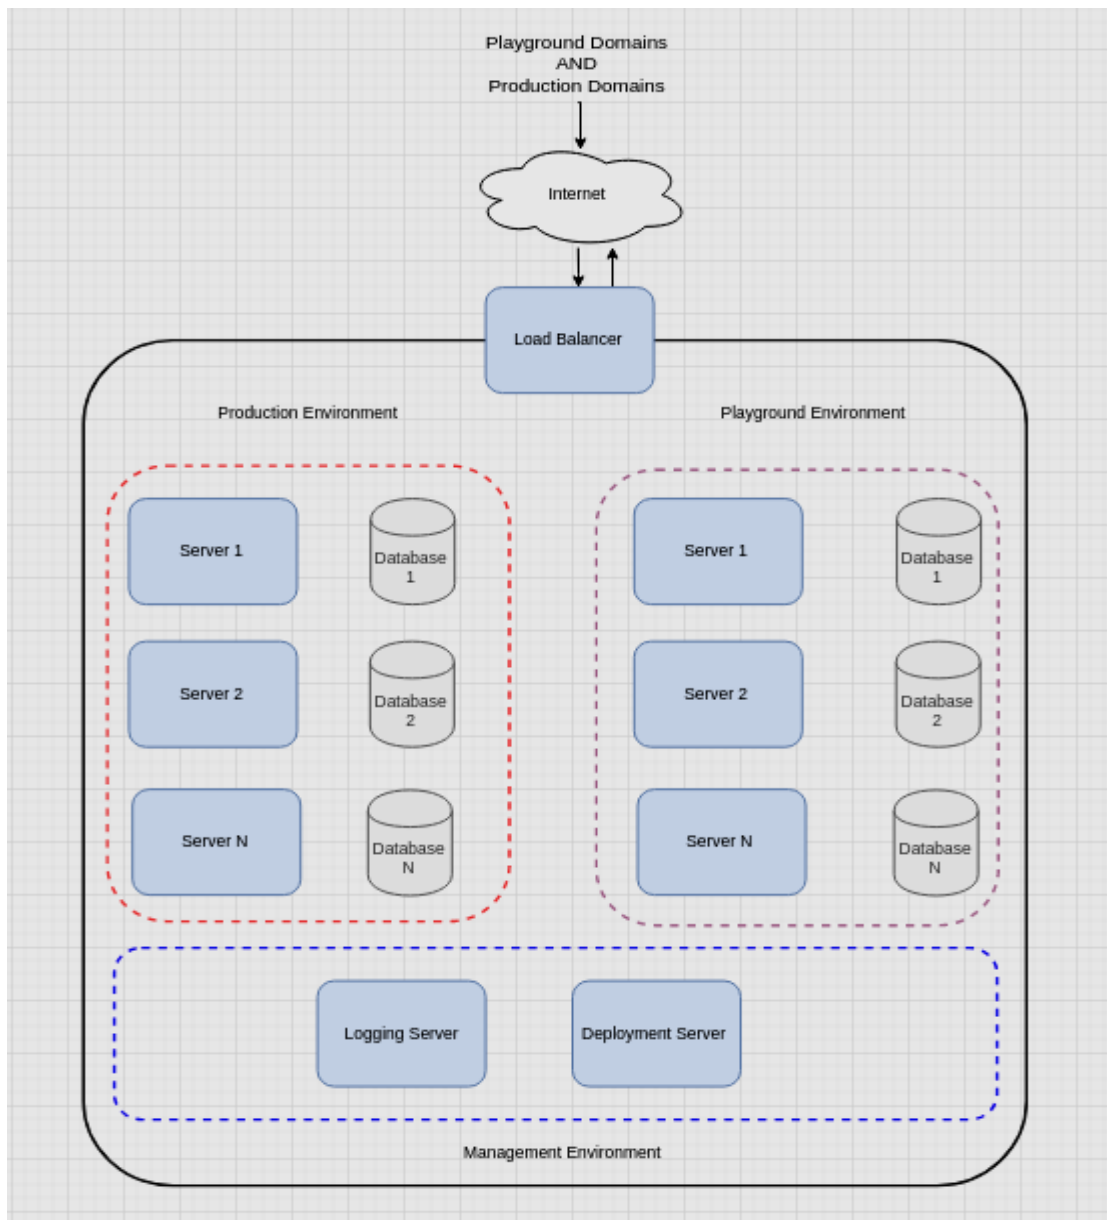 Playground Domains
AND
Production Domains
Internet
Load Balancer
Production Environment
Playground Environment
Server 1
Database
1
Server 1
Database
1
Server 2
Database
2
Server 2
Database
2
Server N
Database
N
Server N
Database
N
Logging Server
Deployment Server
Management Environment